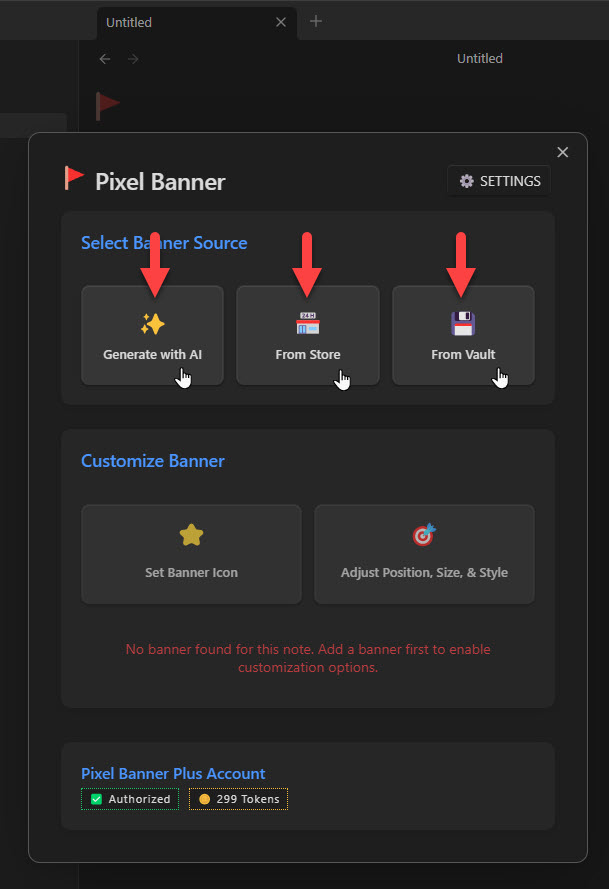 Untitled
Untitled
Pixel Banner
SETTINGS
Select Banner Source
24 H
Generate with AI
From Store
From Vault
Customize Banner
Set Banner Icon
Adjust Position, Size, & Style
No banner found for this note. Add a banner first to enable
customization options.
Pixel Banner Plus Account
Authorized
299 Tokens